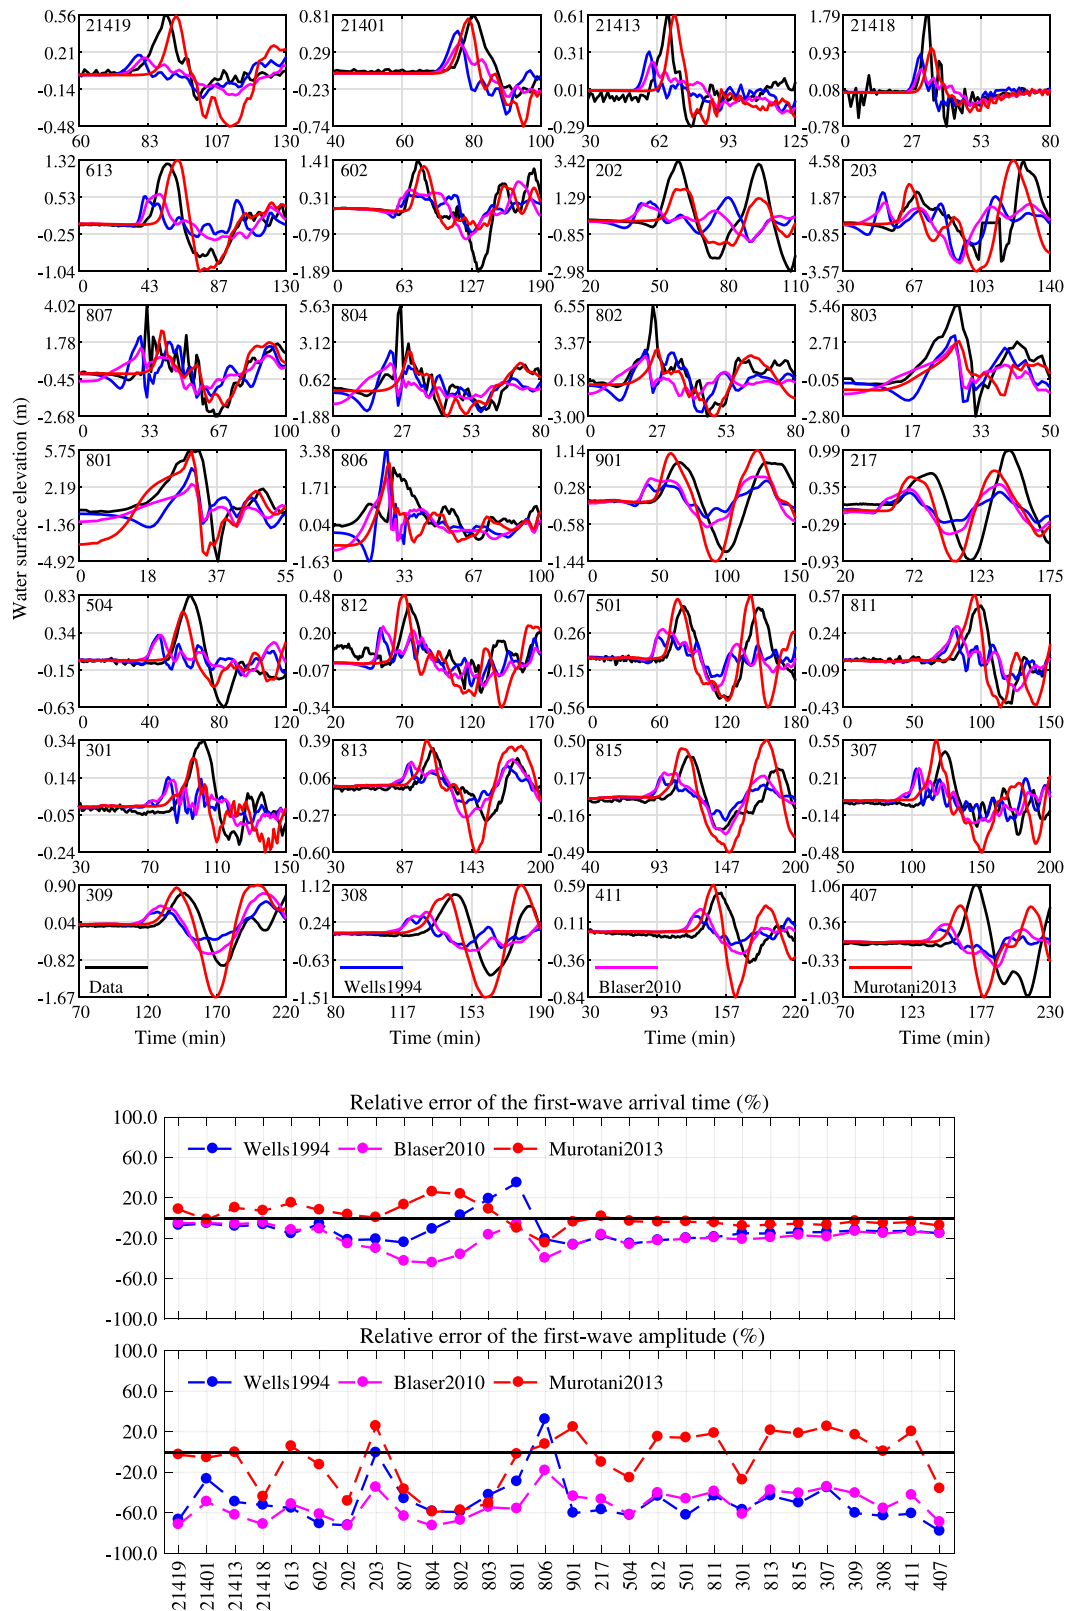 0.56 0.81 0.61 1.79
21419 21401 21413 21418
0.21 0.29 0.31 0.93
-0.14 -0.23 0.01 0.08
-0.48 -0.74 -0.29 -0.78
60 83 107 130 40 60 80 100 30 62 93 125 0 27 53 80
1.32 1.41 3.42 4.58
613 602 202 203
0.53 0.31 1.29 1.87
-0.25 -0.79 -0.85 -0.85
-1.04 -1.89 -2.98 -3.57
0 43 87 130 0 63 127 190 20 50 80 110 30 67 103 140
4.02 5.63 6.55 5.46
807 804 802 803
1.78 3.12 3.37 2.71
-0.45 0.62 0.18 -0.05
-2.68 -1.88 -3.00 -2.80
0 33 67 100 0 27 53 80 0 27 53 80 0 17 33 50
Water surface elevation (m)
5.75 3.38 1.14 0.99
801 806 901 217
2.19 1.71 0.28 0.35
-1.36 0.04 -0.58 -0.29
-4.92 -1.63 -1.44 -0.93
0 18 37 55 0 33 67 100 0 50 100 150 20 72 123 175
0.83 0.48 0.67 0.57
504 812 501 811
0.34 0.20 0.26 0.24
-0.15 -0.07 -0.15 -0.09
-0.63 -0.34 -0.56 -0.43
0 40 80 120 20 70 120 170 0 60 120 180 0 50 100 150
0.34 0.39 0.50 0.55
301 813 815 307
0.14 0.06 0.17 0.21
-0.05 -0.27 -0.16 -0.14
-0.24 -0.60 -0.49 -0.48
30 70 110 150 30 87 143 200 40 93 147 200 50 100 150 200
0.90 1.12 0.59 1.06
309 308 411 407
0.04 0.24 0.11 0.36
-0.82 -0.63 -0.36 -0.33
Data Wells1994 Blaser2010 Murotani2013
-1.67 -1.51 -0.84 -1.03
70 120 170 220 80 117 153 190 30 93 157 220 70 123 177 230
Time (min) Time (min) Time (min) Time (min)
Relative error of the first-wave arrival time (%)
100.0
Wells1994 Blaser2010 Murotani2013
60.0
20.0
-20.0
-60.0
-100.0
Relative error of the first-wave amplitude (%)
100.0
Wells1994 Blaser2010 Murotani2013
60.0
20.0
-20.0
-60.0
-100.0
21419 21401 21413 21418 613 602 202 203 807 804 802 803 801 806 901 217 504 812 501 811 301 813 815 307 309 308 411 407